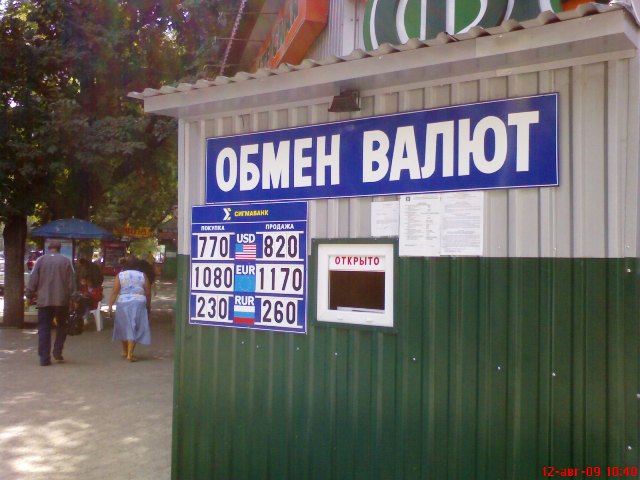 ОБМЕН ВАЛЮТ
СИГМАБАНК
ПОКУПКА ПРОДАЖА
770 USD 820
1080 EUR 1170
230 RUR 260
ОТКРЫТО
12-авг-09 10:40